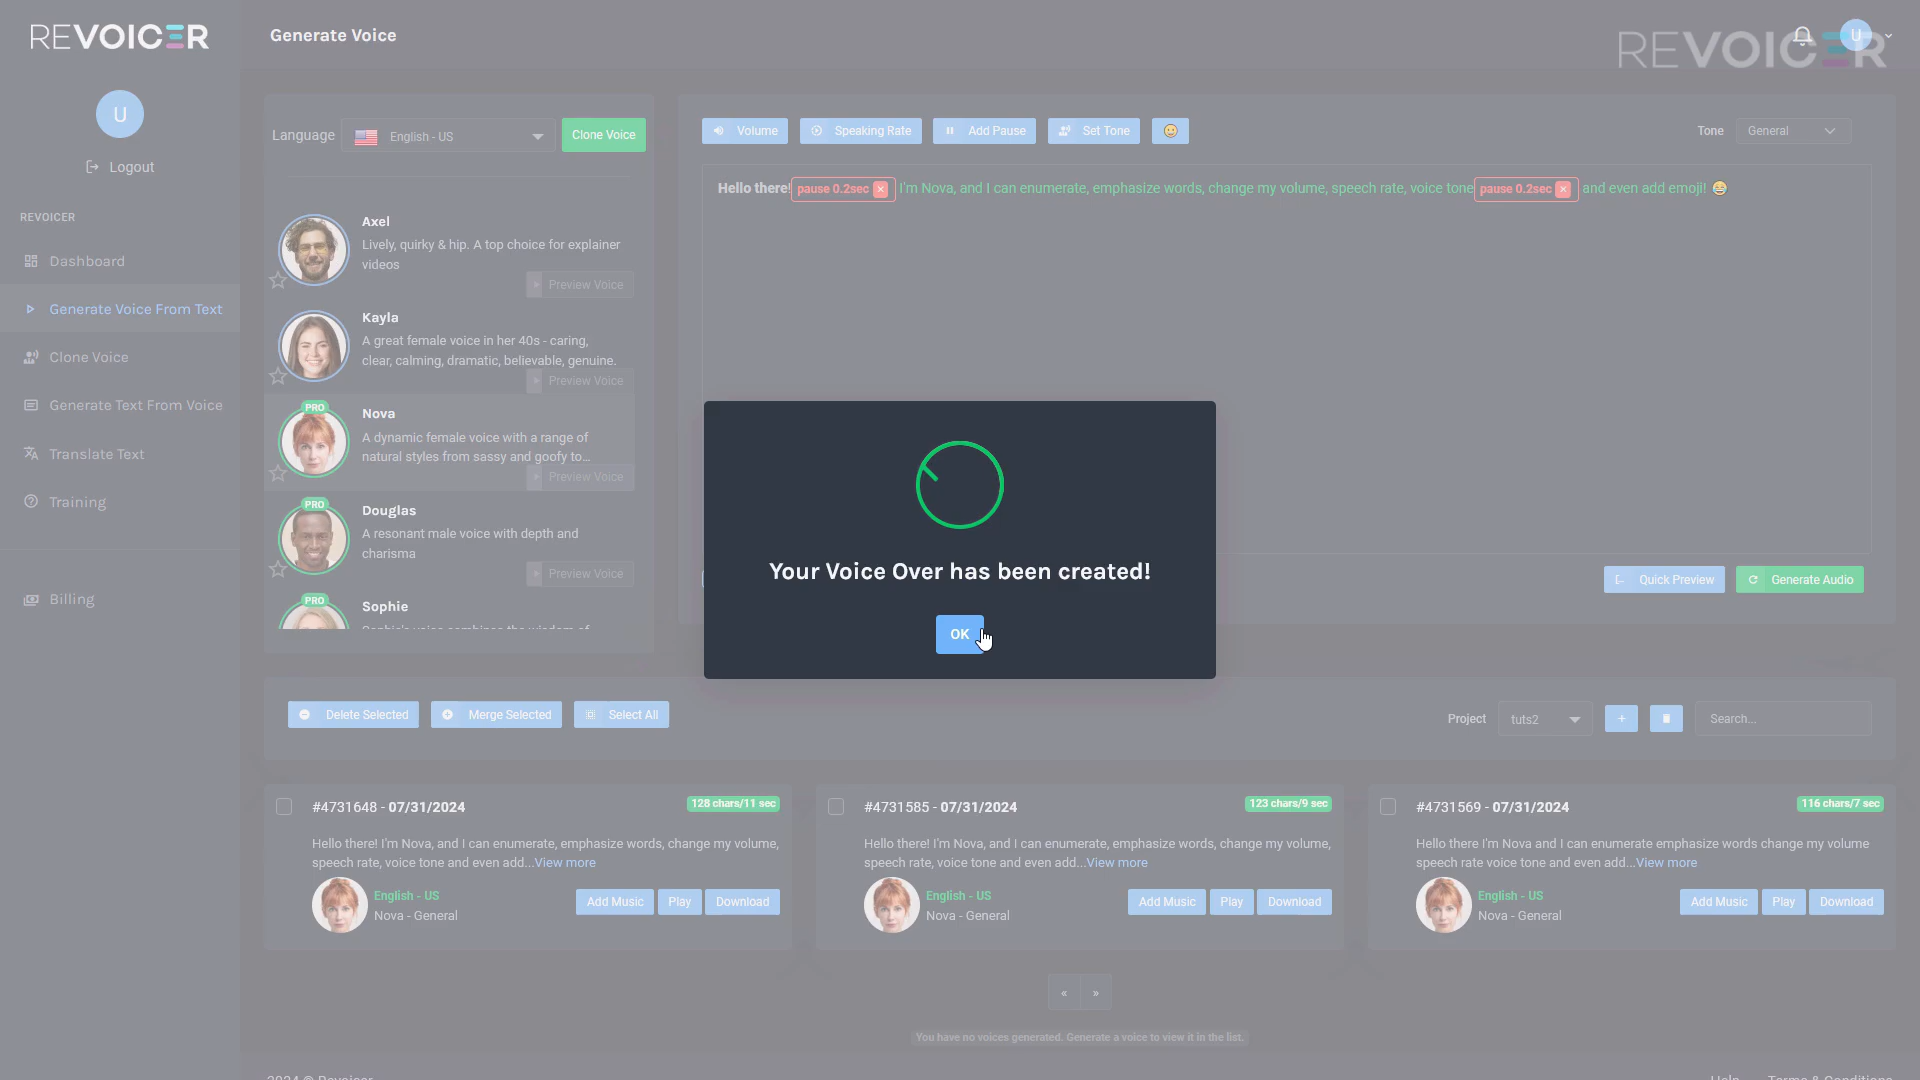 REVOICER
Generate Voice
U
REVOICER
U
Logout
REVOICER
Dashboard
Generate Voice From Text
Clone Voice
Generate Text From Voice
Translate Text
Training
Billing
Language
English - US
Clone Voice
Axel
Lively, quirky & hip. A top choice for explainer
videos
Preview Voice
Kayla
A great female voice in her 40s - caring,
clear, calming, dramatic, believable, genuine.
Preview Voice
PRO
Nova
A dynamic female voice with a range of
natural styles from sassy and goofy to...
Preview Voice
PRO
Douglas
A resonant male voice with depth and
charisma
Preview Voice
PRO
Sophie
Volume
Speaking Rate
Add Pause
Set Tone
Tone
General
Hello there! pause 0.2sec × I'm Nova, and I can enumerate, emphasize words, change my volume, speech rate, voice tone pause 0.2sec × and even add emoji! 😂
Your Voice Over has been created!
OK
Quick Preview
Generate Audio
Delete Selected
Merge Selected
Select All
Project
tuts2
+
Search...
#4731648 - 07/31/2024
128 chars/11 sec
Hello there! I'm Nova, and I can enumerate, emphasize words, change my volume,
speech rate, voice tone and even add...View more
English - US
Nova - General
Add Music
Play
Download
#4731585 - 07/31/2024
123 chars/9 sec
Hello there! I'm Nova, and I can enumerate, emphasize words, change my volume,
speech rate, voice tone and even add...View more
English - US
Nova - General
Add Music
Play
Download
#4731569 - 07/31/2024
116 chars/7 sec
Hello there I'm Nova and I can enumerate emphasize words change my volume
speech rate voice tone and even add...View more
English - US
Nova - General
Add Music
Play
Download
«
»
You have no voices generated. Generate a voice to view it in the list.
2024 © Revoicer
Help
Terms & Conditions